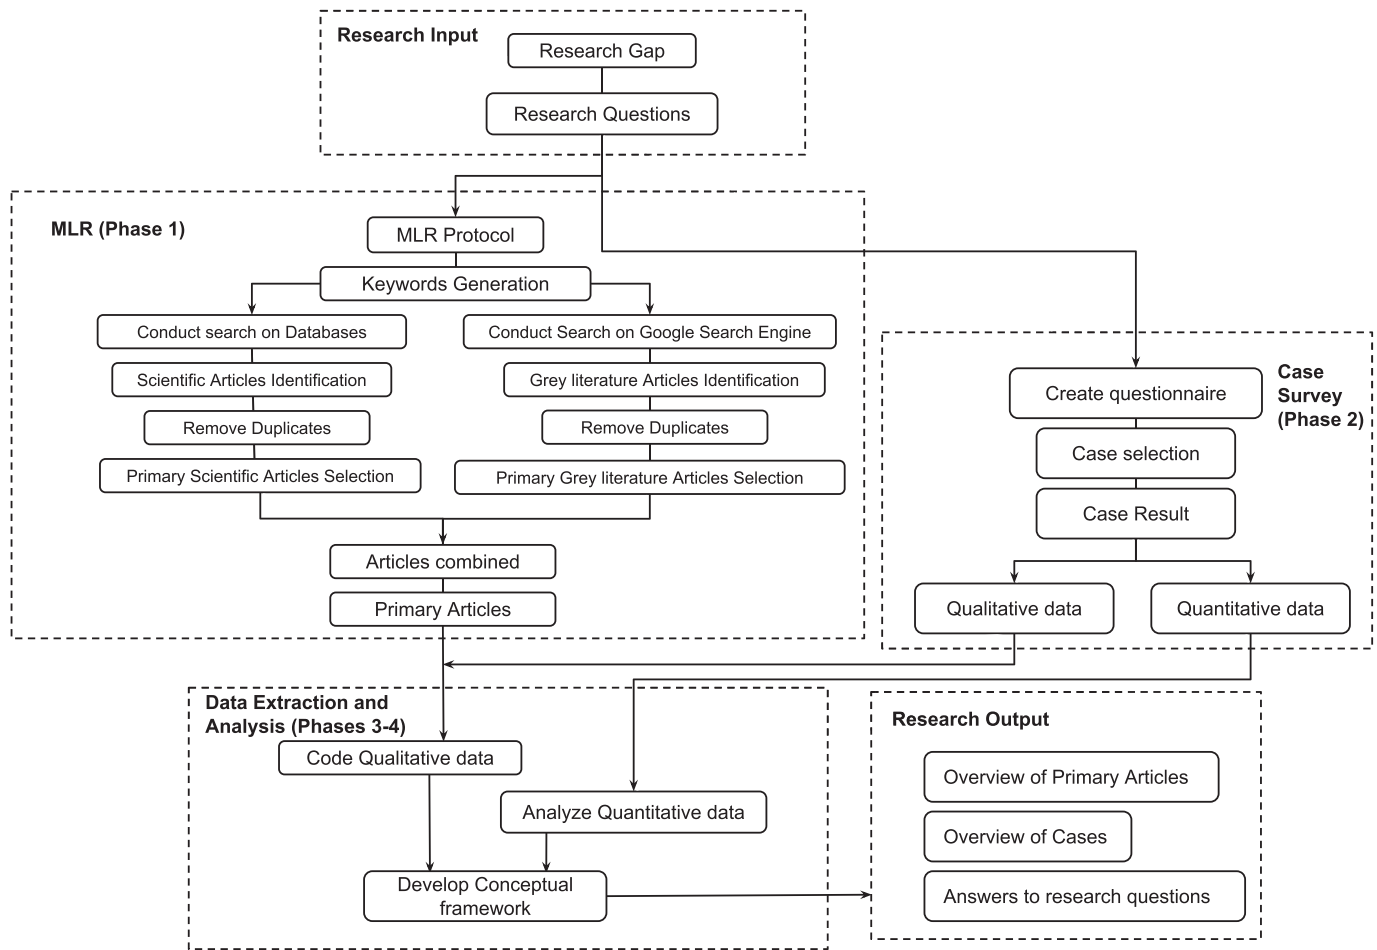 Research Input
Research Gap
Research Questions
MLR (Phase 1)
MLR Protocol
Keywords Generation
Conduct search on Databases
Conduct Search on Google Search Engine
Scientific Articles Identification
Grey literature Articles Identification
Remove Duplicates
Remove Duplicates
Primary Scientific Articles Selection
Primary Grey literature Articles Selection
Articles combined
Primary Articles
Case
Survey
(Phase 2)
Create questionnaire
Case selection
Case Result
Qualitative data
Quantitative data
Data Extraction and
Analysis (Phases 3-4)
Code Qualitative data
Analyze Quantitative data
Develop Conceptual
framework
Research Output
Overview of Primary Articles
Overview of Cases
Answers to research questions